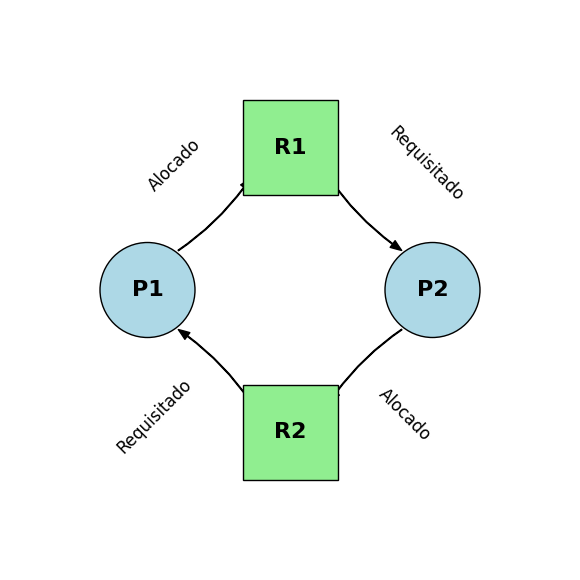 R1
Alocado
Requisitado
P1
P2
Requisitado
Alocado
R2